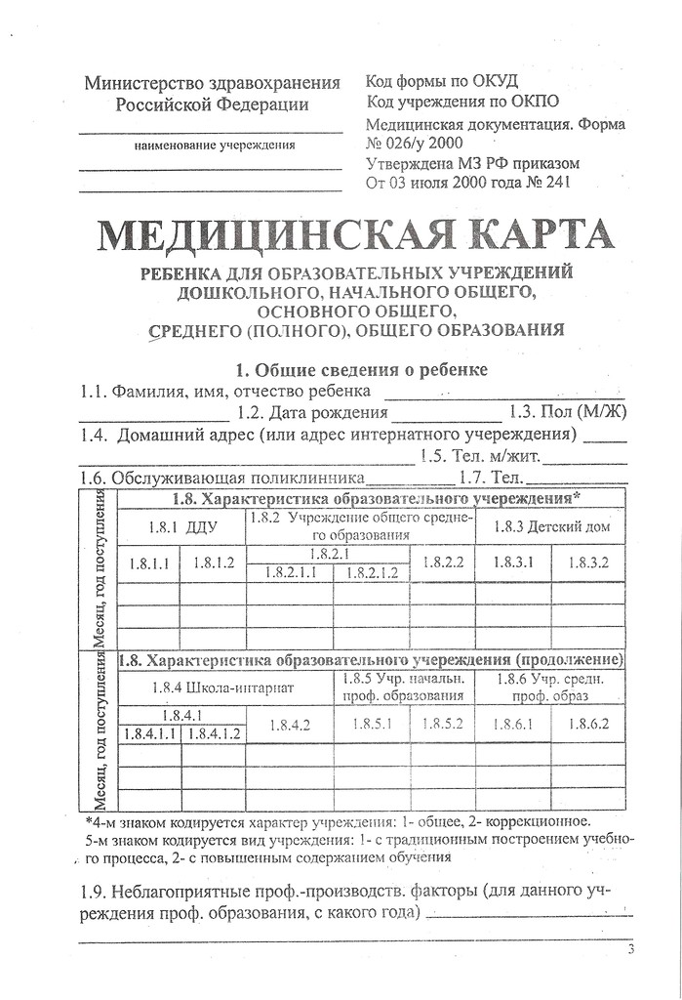 Министерство здравохранения
Российской Федерации
наименование учереждения
Код формы по ОКУД
Код учреждения по ОКПО
Медицинская документация. Форма
№ 026/у 2000
Утверждена МЗ РФ приказом
От 03 июля 2000 года № 241
МЕДИЦИНСКАЯ КАРТА
РЕБЕНКА ДЛЯ ОБРАЗОВАТЕЛЬНЫХ УЧРЕЖДЕНИЙ
ДОШКОЛЬНОГО, НАЧАЛЬНОГО ОБЩЕГО,
ОСНОВНОГО ОБЩЕГО,
СРЕДНЕГО (ПОЛНОГО), ОБЩЕГО ОБРАЗОВАНИЯ
1. Общие сведения о ребенке
1.1. Фамилия, имя, отчество ребенка
1.2. Дата рождения 1.3. Пол (М/Ж)
1.4. Домашний адрес (или адрес интернатного учереждения)
1.5. Тел. м/жит.
1.6. Обслуживающая поликлинника 1.7. Тел.
Месяц, год поступления
1.8. Характеристика образовательного учереждения*
1.8.1 ДДУ
1.8.2 Учреждение общего средне-
го образования
1.8.3 Детский дом
1.8.1.1 1.8.1.2 1.8.2.1 1.8.2.2 1.8.3.1 1.8.3.2
1.8.2.1.1 1.8.2.1.2
Месяц, год поступления
1.8. Характеристика образовательного учереждения (продолжение)
1.8.4 Школа-интарнат
1.8.5 Учр. начальн.
проф. образования
1.8.6 Учр. средн.
проф. образ
1.8.4.1 1.8.4.2 1.8.5.1 1.8.5.2 1.8.6.1 1.8.6.2
1.8.4.1.1 1.8.4.1.2
*4-м знаком кодируется характер учреждения: 1- общее, 2- коррекционное.
5-м знаком кодируется вид учреждения: 1- с традиционным построением учебно-
го процесса, 2- с повышенным содержанием обучения
1.9. Неблагоприятные проф.-производств. факторы (для данного уч-
реждения проф. образования, с какого года)
3